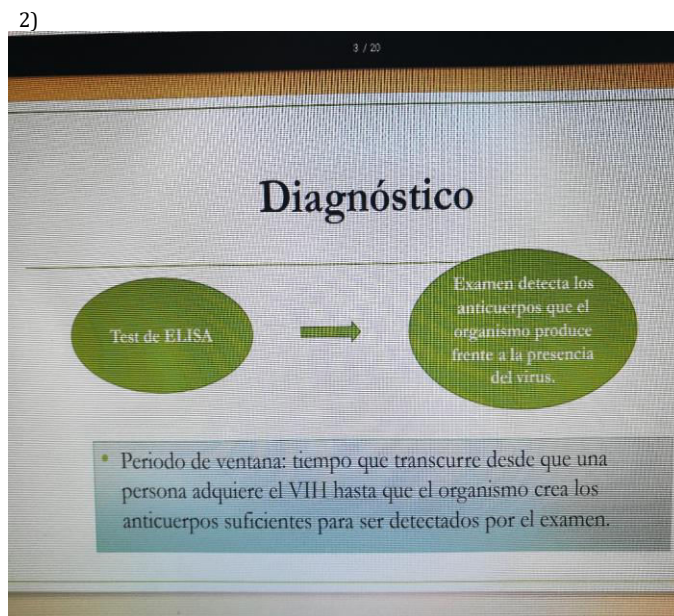 2)
3 / 20
Diagnóstico
Test de ELISA
Examen detecta los
anticuerpos que el
organismo produce
frente a la presencia
del virus.
• Periodo de ventana: tiempo que transcurre desde que una
persona adquiere el VIH hasta que el organismo crea los
anticuerpos suficientes para ser detectados por el examen.